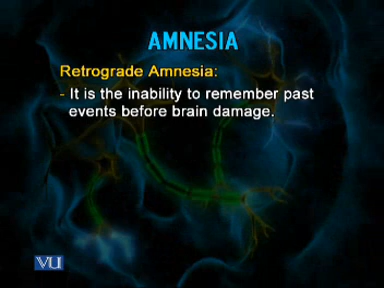 AMNESIA
Retrograde Amnesia:
- It is the inability to remember past
events before brain damage.
VU